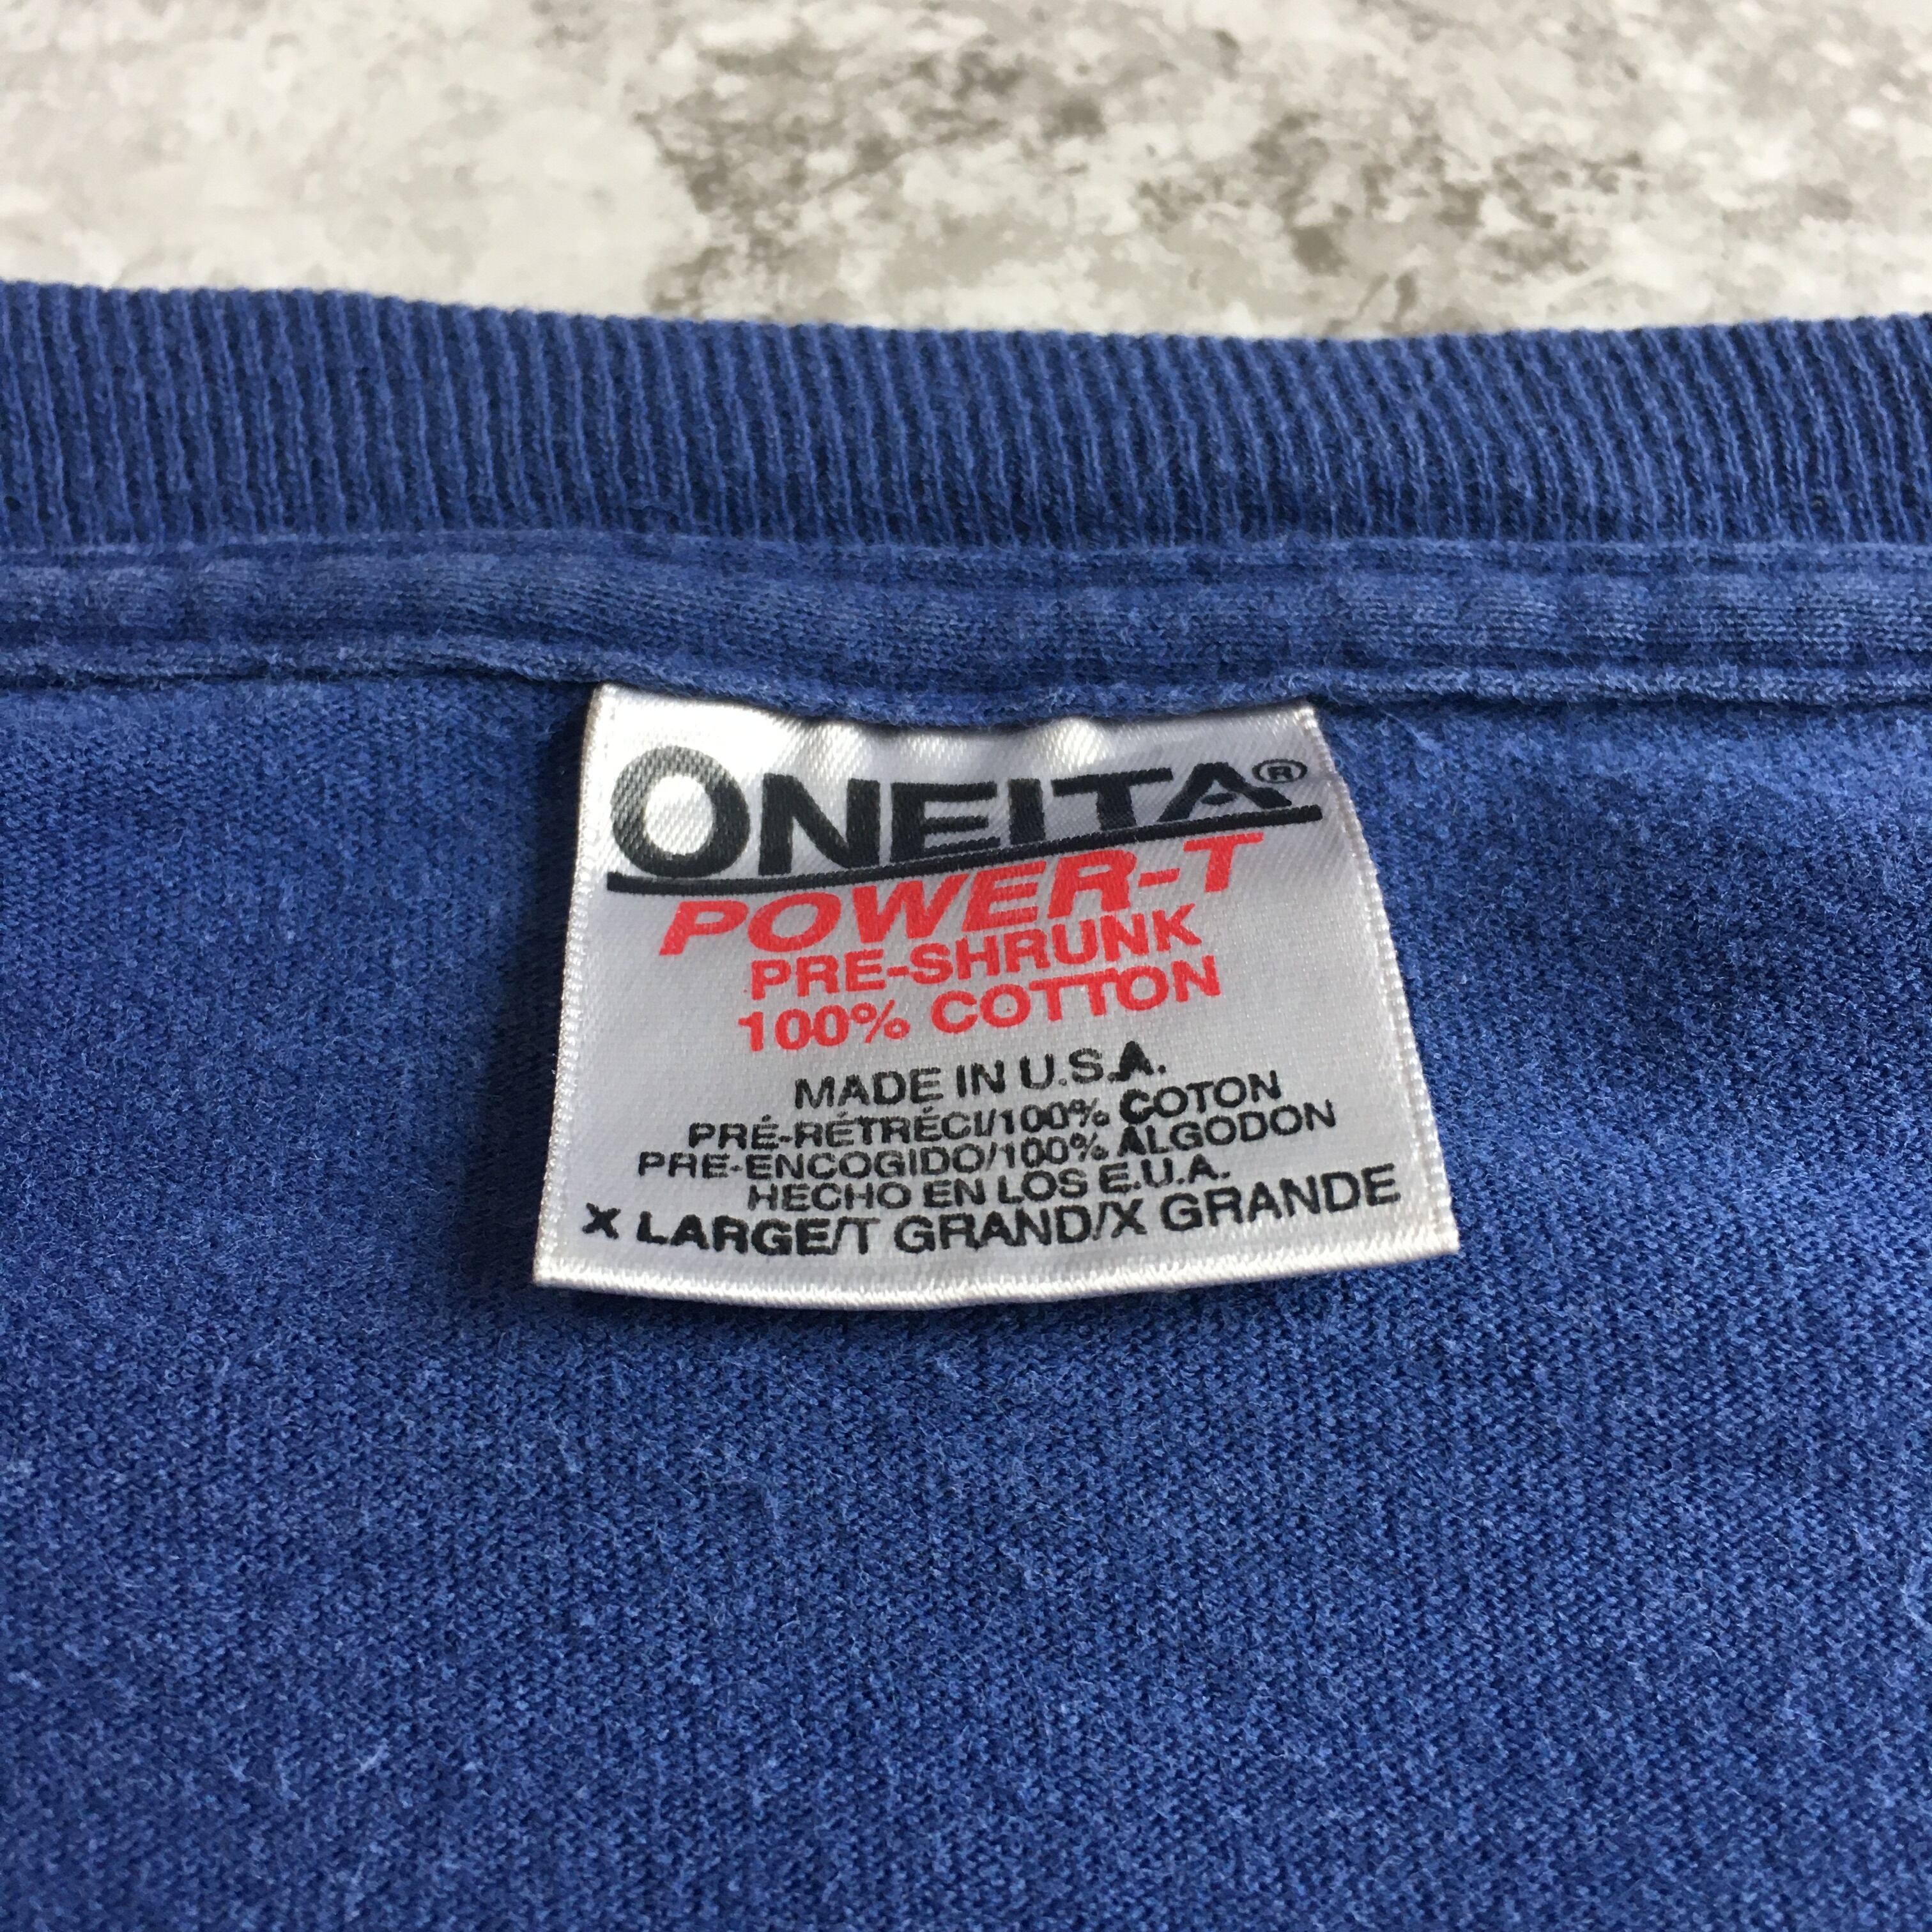 ONEITA®
POWER-T
PRE-SHRUNK
100% COTTON
MADE IN U.S.A.
PRÉ-RÉTRÉCI/100% COTON
PRE-ENCOGIDO/100% ALGODON
HECHO EN LOS E.U.A.
X LARGE/T GRAND/X GRANDE